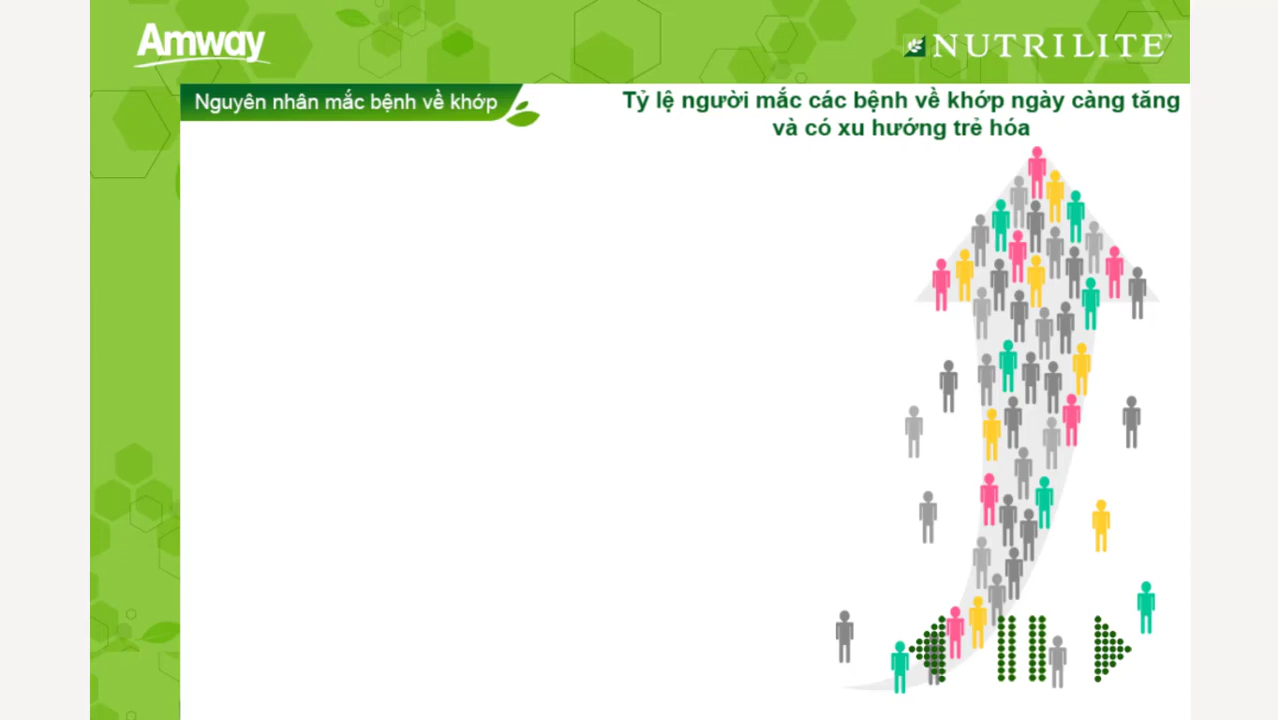 Amway
NUTRILITE™
Nguyên nhân mắc bệnh về khớp
Tỷ lệ người mắc các bệnh về khớp ngày càng tăng
và có xu hướng trẻ hóa